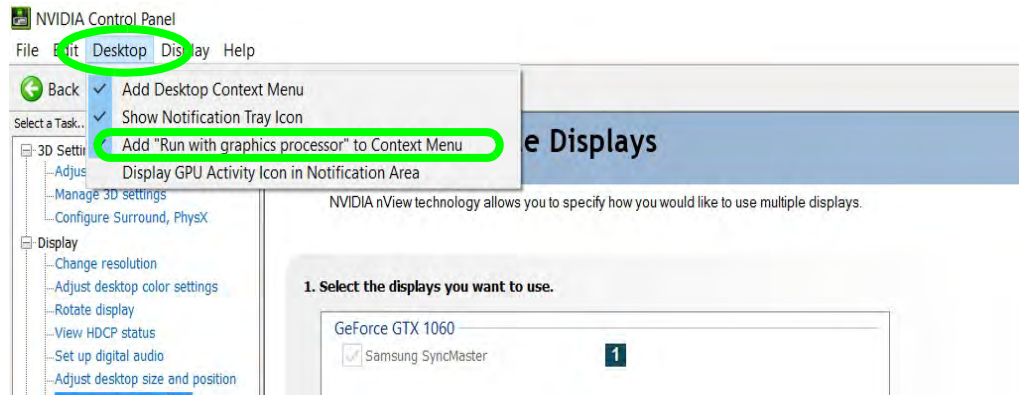 NVIDIA Control Panel
File Edit Desktop Display Help
Back
Add Desktop Context Menu
Show Notification Tray Icon
Add "Run with graphics processor" to Context Menu
Display GPU Activity Icon in Notification Area
Select a Task...
3D Setti
Adjus
Manage 3D settings
Configure Surround, PhysX
Display
Change resolution
Adjust desktop color settings
Rotate display
View HDCP status
Set up digital audio
Adjust desktop size and position
e Displays
NVIDIA nView technology allows you to specify how you would like to use multiple displays.
1. Select the displays you want to use.
GeForce GTX 1060
Samsung SyncMaster
1